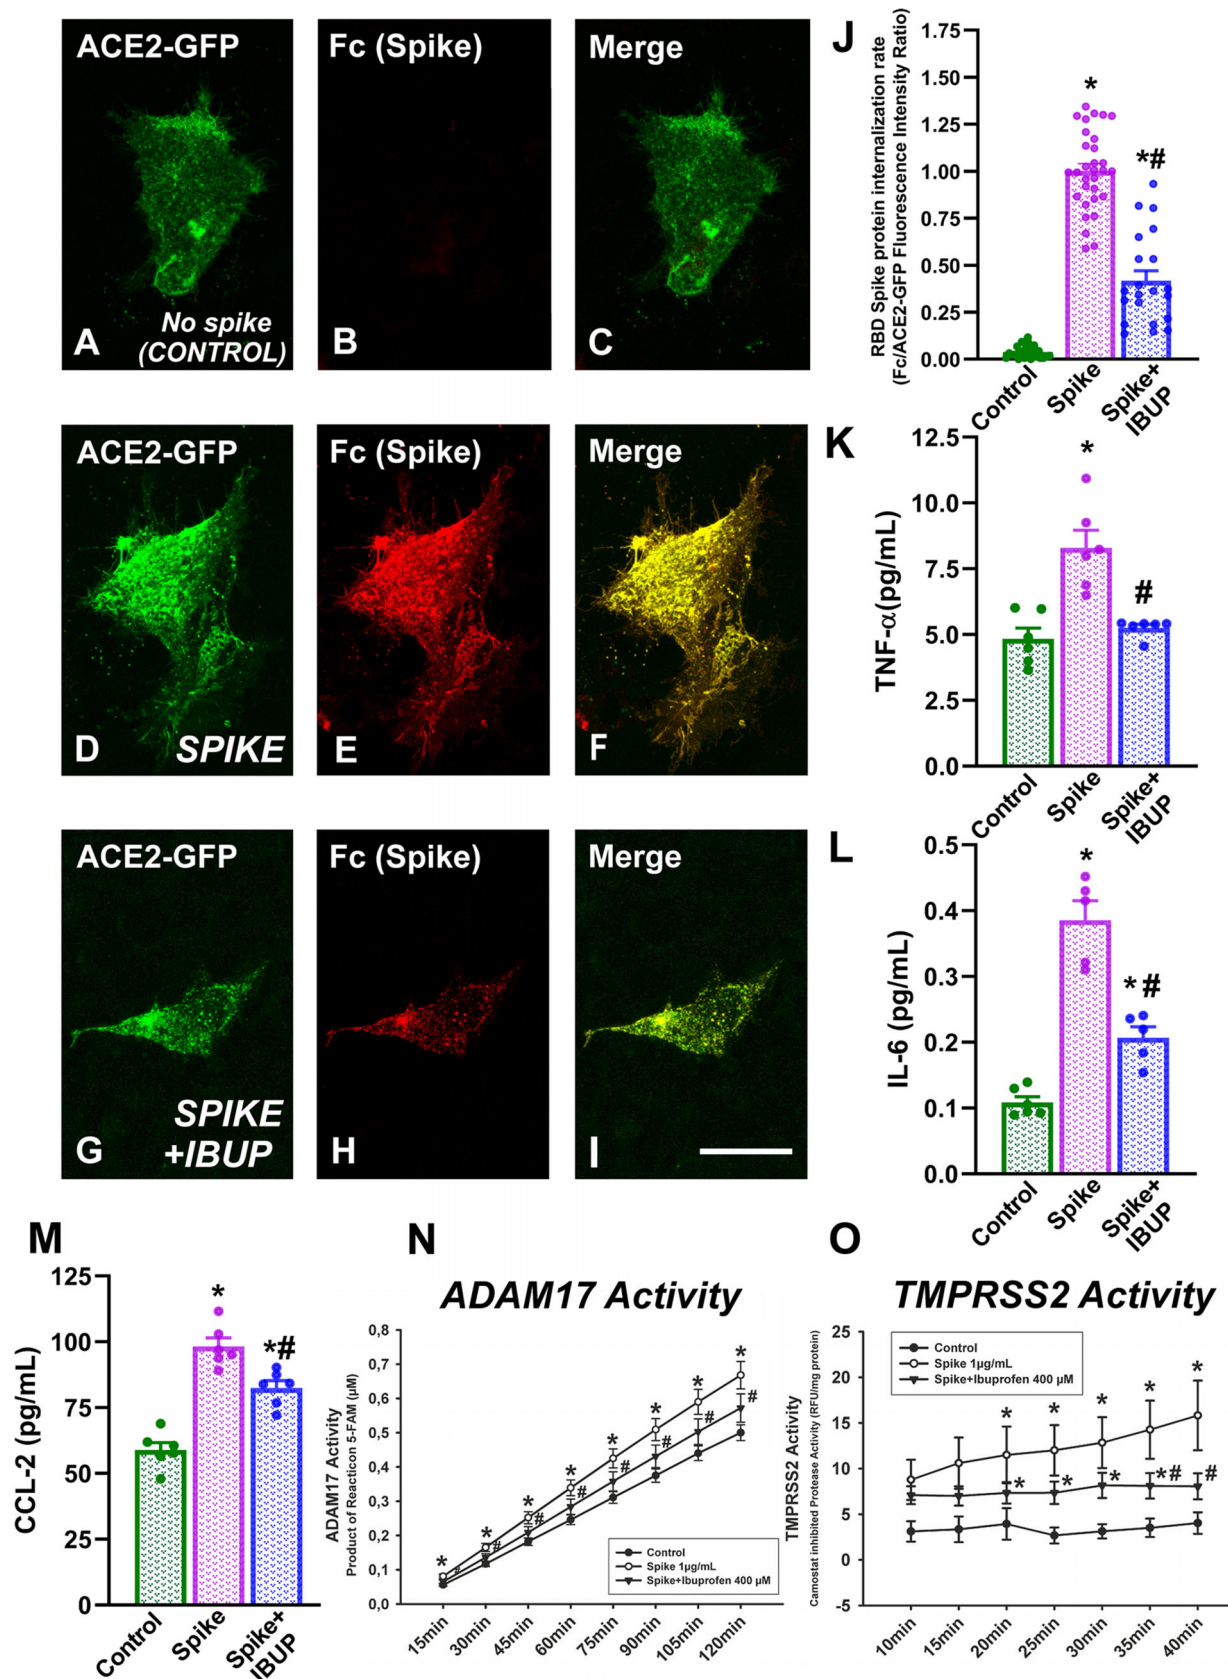 ACE2-GFP
Fc (Spike)
Merge
A
No spike
(CONTROL)
B
C
J
RBD Spike protein internalization rate
(Fc/ACE2-GFP Fluorescence Intensity Ratio)
1.75
1.50
1.25
1.00
0.75
0.50
0.25
0.00
*
*#
Control
Spike
Spike+
IBUP
ACE2-GFP
Fc (Spike)
Merge
D
SPIKE
E
F
K
TNF-α(pg/mL)
12.5
10.0
7.5
5.0
2.5
0.0
*
#
Control
Spike
Spike+
IBUP
ACE2-GFP
Fc (Spike)
Merge
G
SPIKE
+IBUP
H
I
L
IL-6 (pg/mL)
0.5
0.4
0.3
0.2
0.1
0.0
*
*#
Control
Spike
Spike+
IBUP
M
CCL-2 (pg/mL)
125
100
75
50
25
0
*
*#
Control
Spike
Spike+
IBUP
N
ADAM17 Activity
ADAM17 Activity
Product of Reacticon 5-FAM (µM)
0,8
0,7
0,6
0,5
0,4
0,3
0,2
0,1
0,0
* * * * * * * *
# # # # # # # #
Control
Spike 1µg/mL
Spike+Ibuprofen 400 µM
15min
30min
45min
60min
75min
90min
105min
120min
O
TMPRSS2 Activity
TMPRSS2 Activity
Camostat inhibited Protease Activity (RFU/mg protein)
25
20
15
10
5
0
-5
Control
Spike 1µg/mL
Spike+Ibuprofen 400 µM
* * * * *
* * * *# #
10min
15min
20min
25min
30min
35min
40min